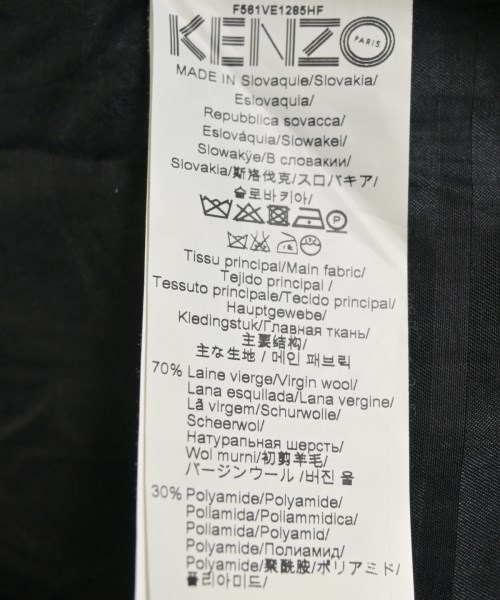 F561VE1285HF
KENZO PARIS
MADE IN Slovaquie/Slovakia/
Eslovaquia/
Repubblica sovacca/
Eslováquia/Slowakei/
Slowakÿe/В словакии/
Slovakia/斯洛伐克/スロバキア/
슬로바키아/
P
Tissu principal/Main fabric/
Tejido principal /
Tessuto principale/Tecido principal/
Hauptgewebe/
Kledingstuk/Главная ткань/
主要结构/
主な生地 / 메인 패브릭
70% Laine vierge/Virgin wool/
Lana esquilada/Lana vergine/
Lã virgem/Schurwolle/
Scheerwol/
Натуральная шерсть/
Wol murni/初剪羊毛/
バージンウール /버진 울
30% Polyamide/Polyamide/
Poliamida/Poliammidica/
Poliamida/Polyamid/
Polyamide/Полиамид/
Polyamide/聚酰胺/ポリアミド/
폴리아미드/